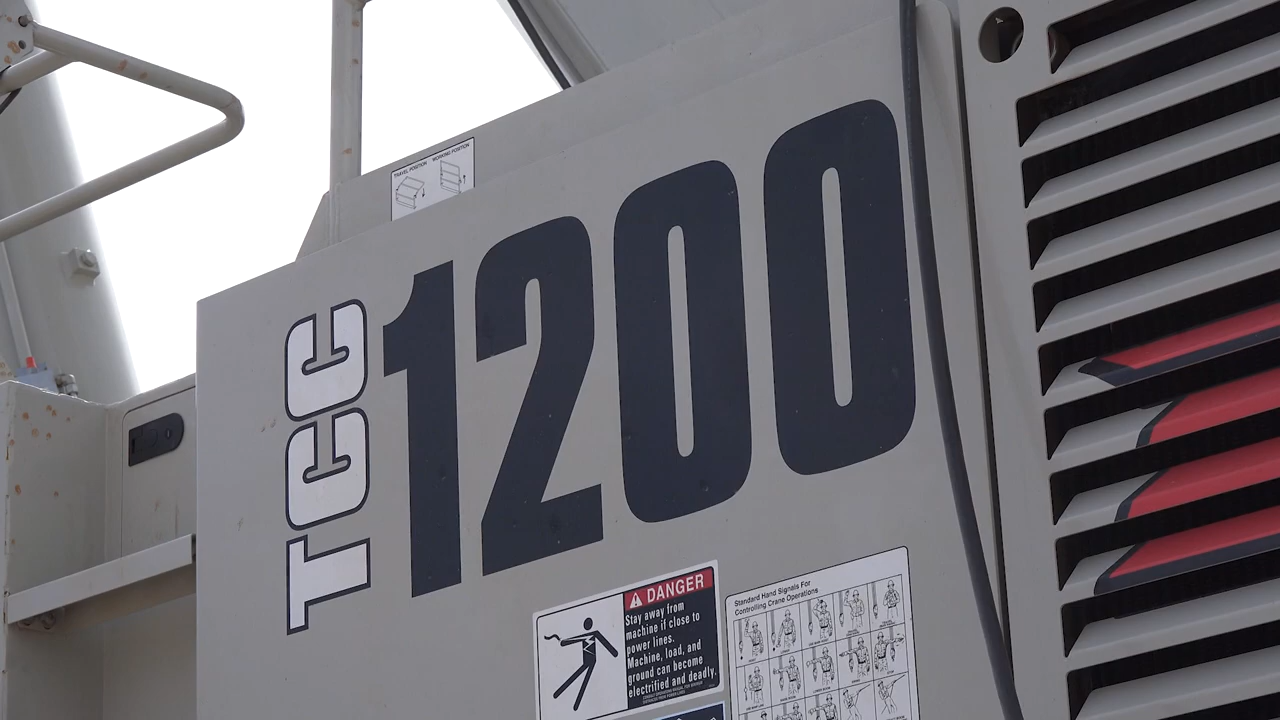 TRAVEL POSITION WORKING POSITION
TCC
1200
DANGER
Stay away from
machine if close to
power lines.
Machine, load, and
ground can become
electrified and deadly.
Standard Hand Signals For
Controlling Crane Operations